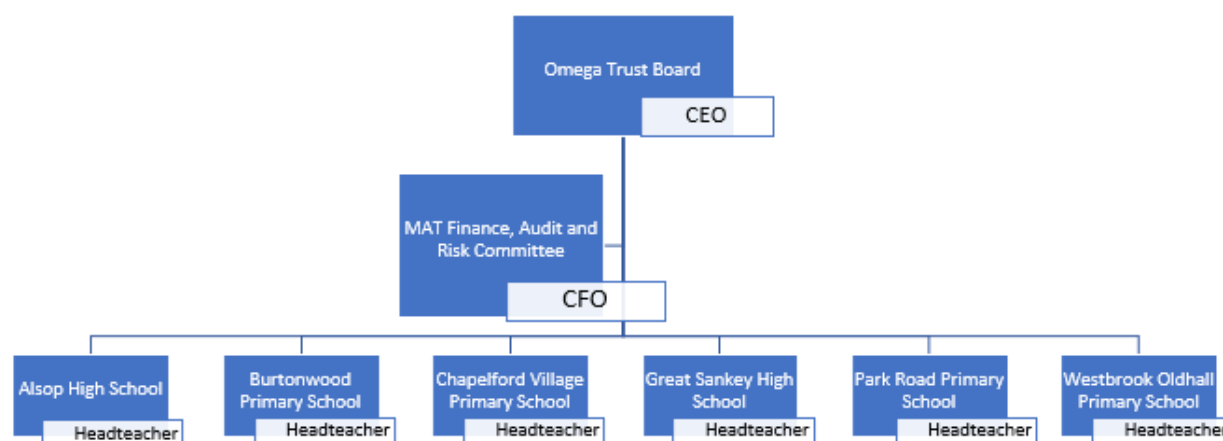 Omega Trust Board
CEO
MAT Finance, Audit and
Risk Committee
CFO
Alsop High School
Headteacher
Burtonwood
Primary School
Headteacher
Chapelford Village
Primary School
Headteacher
Great Sankey High
School
Headteacher
Park Road Primary
School
Headteacher
Westbrook Oldhall
Primary School
Headteacher